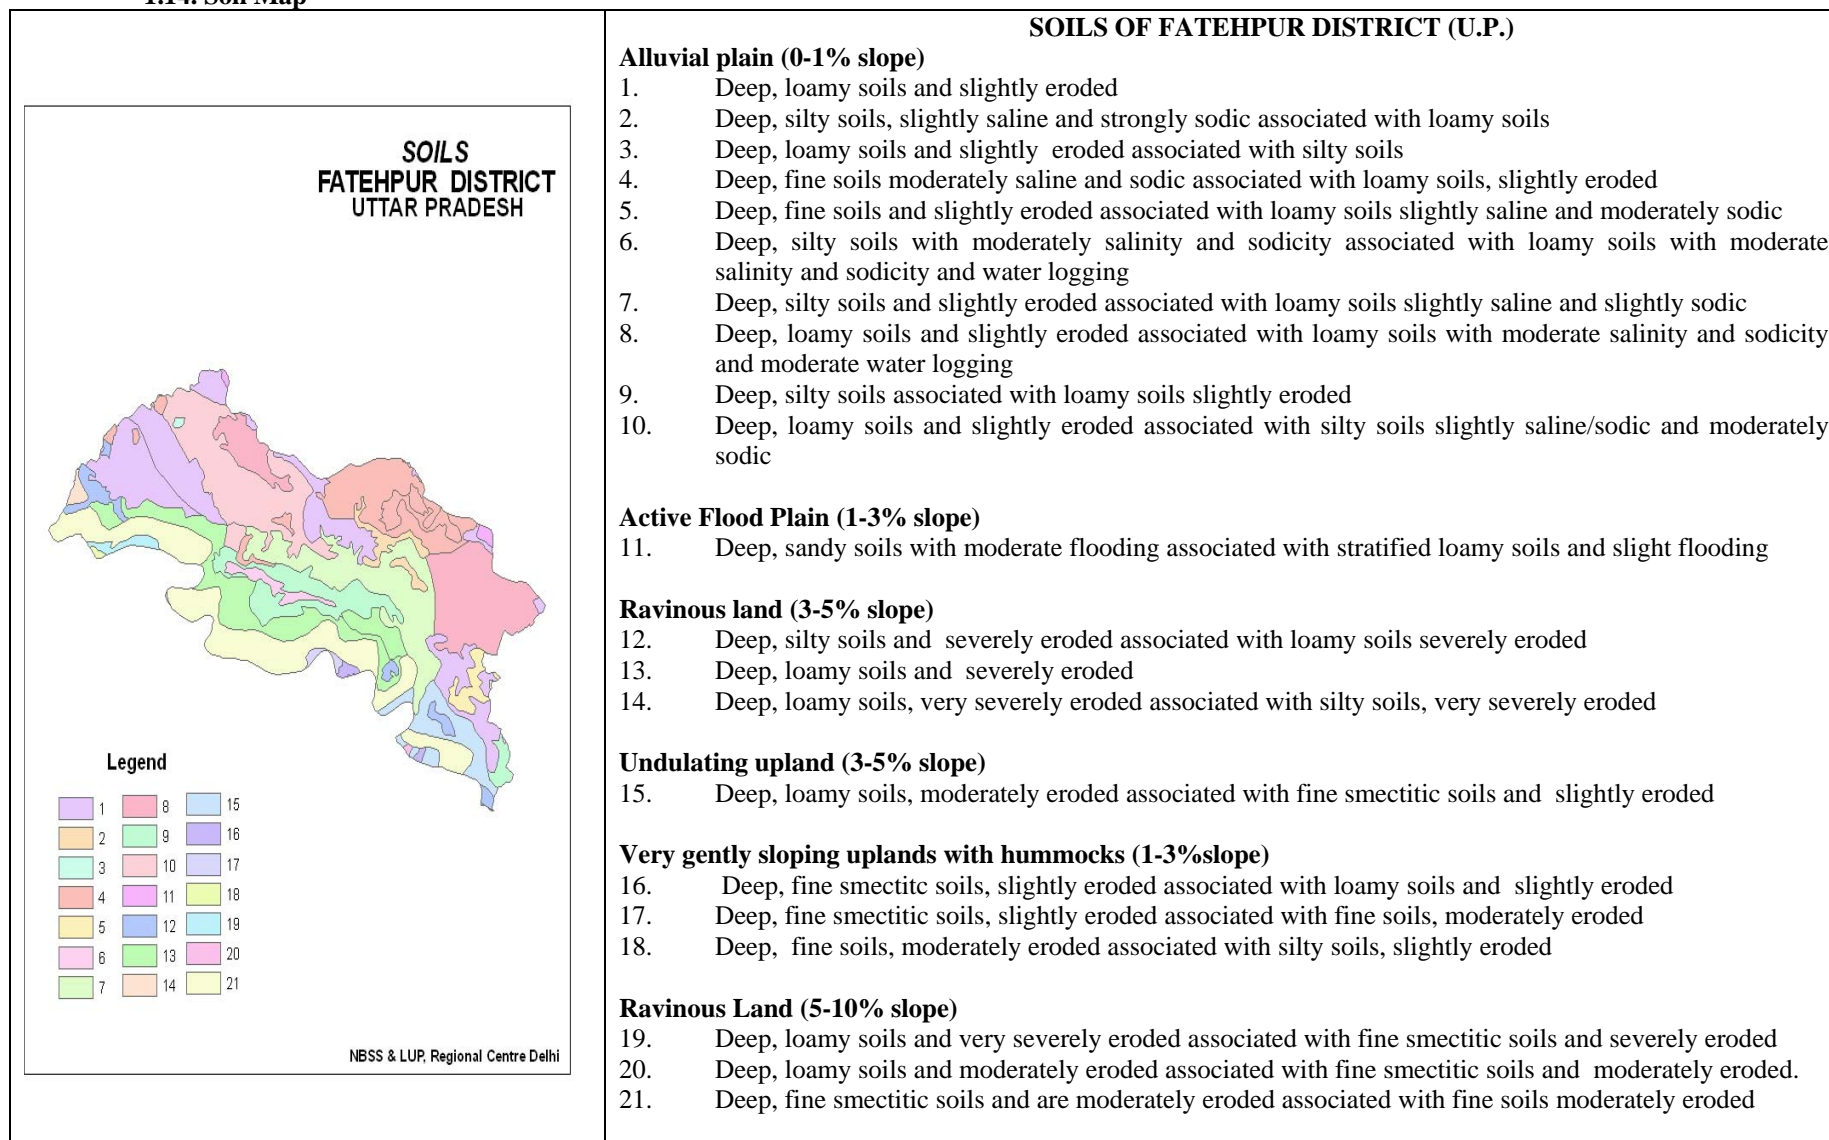 1.14. Soil Map
SOILS
FATEHPUR DISTRICT
UTTAR PRADESH
Legend
1
2
3
4
5
6
7
8
9
10
11
12
13
14
15
16
17
18
19
20
21
NBSS & LUP, Regional Centre Delhi
SOILS OF FATEHPUR DISTRICT (U.P.)
Alluvial plain (0-1% slope)
1. Deep, loamy soils and slightly eroded
2. Deep, silty soils, slightly saline and strongly sodic associated with loamy soils
3. Deep, loamy soils and slightly eroded associated with silty soils
4. Deep, fine soils moderately saline and sodic associated with loamy soils, slightly eroded
5. Deep, fine soils and slightly eroded associated with loamy soils slightly saline and moderately sodic
6. Deep, silty soils with moderately salinity and sodicity associated with loamy soils with moderate
salinity and sodicity and water logging
7. Deep, silty soils and slightly eroded associated with loamy soils slightly saline and slightly sodic
8. Deep, loamy soils and slightly eroded associated with loamy soils with moderate salinity and sodicity
and moderate water logging
9. Deep, silty soils associated with loamy soils slightly eroded
10. Deep, loamy soils and slightly eroded associated with silty soils slightly saline/sodic and moderately
sodic
Active Flood Plain (1-3% slope)
11. Deep, sandy soils with moderate flooding associated with stratified loamy soils and slight flooding
Ravinous land (3-5% slope)
12. Deep, silty soils and severely eroded associated with loamy soils severely eroded
13. Deep, loamy soils and severely eroded
14. Deep, loamy soils, very severely eroded associated with silty soils, very severely eroded
Undulating upland (3-5% slope)
15. Deep, loamy soils, moderately eroded associated with fine smectitic soils and slightly eroded
Very gently sloping uplands with hummocks (1-3%slope)
16. Deep, fine smectitc soils, slightly eroded associated with loamy soils and slightly eroded
17. Deep, fine smectitic soils, slightly eroded associated with fine soils, moderately eroded
18. Deep, fine soils, moderately eroded associated with silty soils, slightly eroded
Ravinous Land (5-10% slope)
19. Deep, loamy soils and very severely eroded associated with fine smectitic soils and severely eroded
20. Deep, loamy soils and moderately eroded associated with fine smectitic soils and moderately eroded.
21. Deep, fine smectitic soils and are moderately eroded associated with fine soils moderately eroded